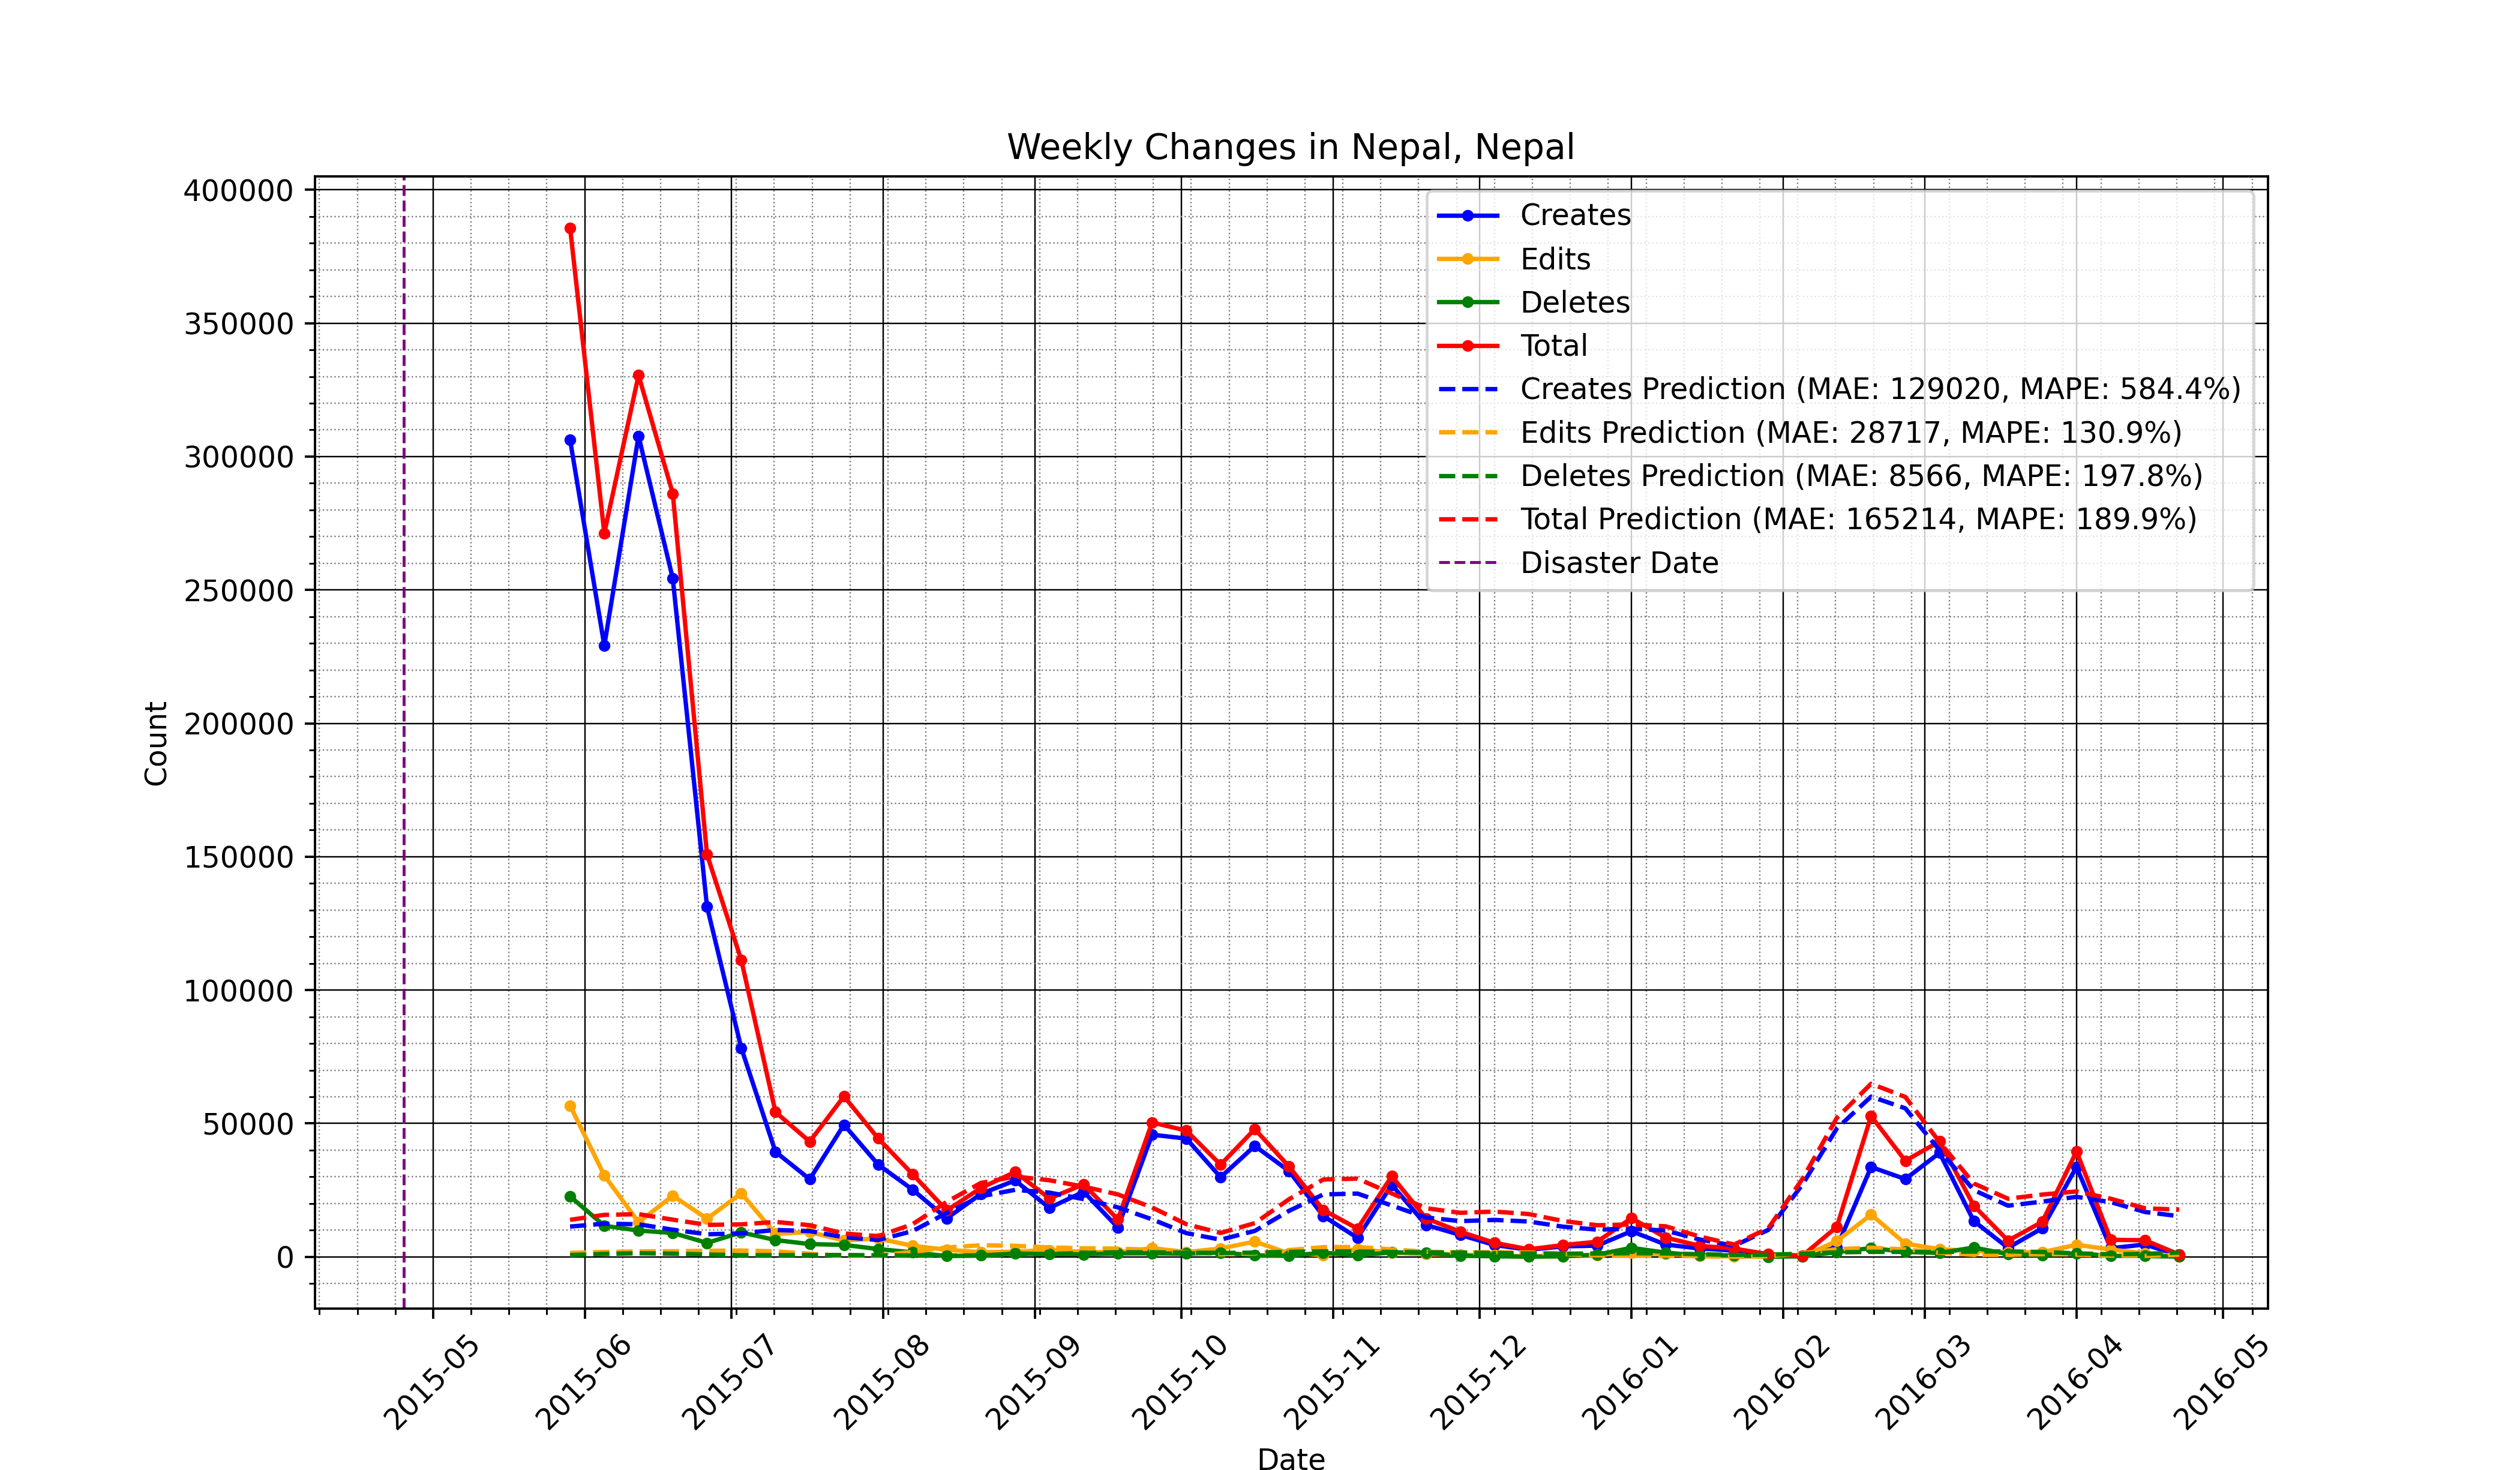 Weekly Changes in Nepal, Nepal
400000
350000
300000
250000
200000
150000
100000
50000
0
Count
Creates
Edits
Deletes
Total
Creates Prediction (MAE: 129020, MAPE: 584.4%)
Edits Prediction (MAE: 28717, MAPE: 130.9%)
Deletes Prediction (MAE: 8566, MAPE: 197.8%)
Total Prediction (MAE: 165214, MAPE: 189.9%)
Disaster Date
2015-05
2015-06
2015-07
2015-08
2015-09
2015-10
2015-11
2015-12
2016-01
2016-02
2016-03
2016-04
2016-05
Date